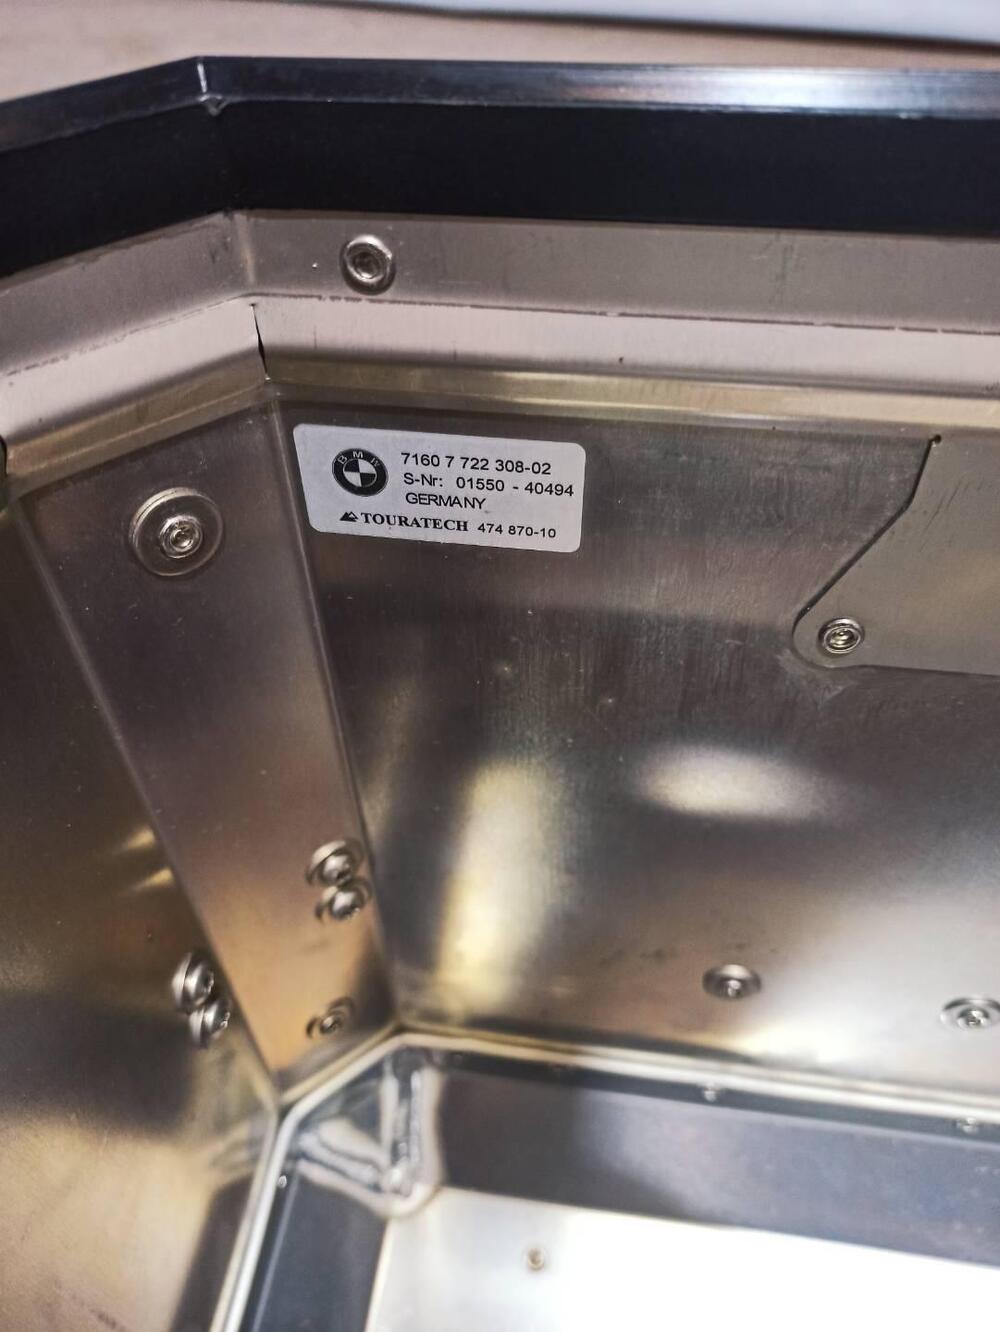 BMW
7160 7 722 308-02
S-Nr: 01550 - 40494
GERMANY
TOURATECH 474 870-10